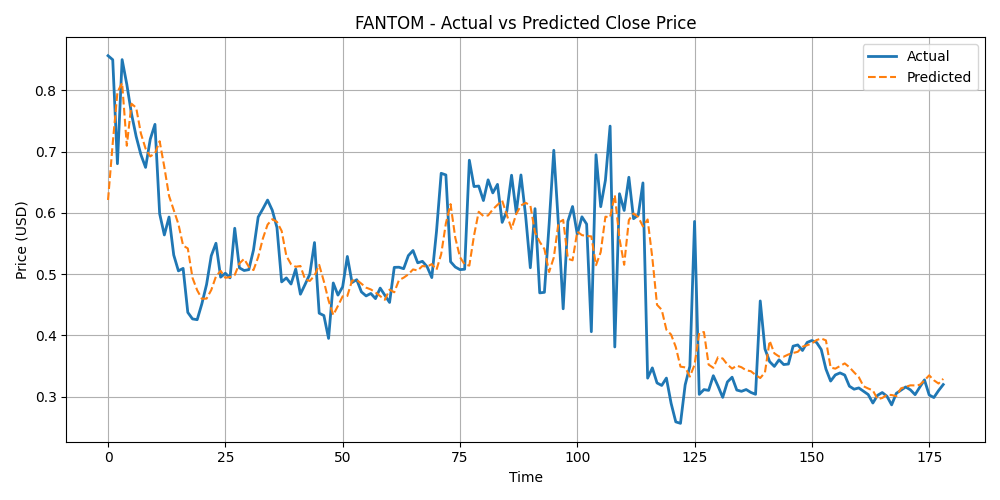 FANTOM - Actual vs Predicted Close Price
Actual
Predicted
Price (USD)
0.8
0.7
0.6
0.5
0.4
0.3
0 25 50 75 100 125 150 175
Time